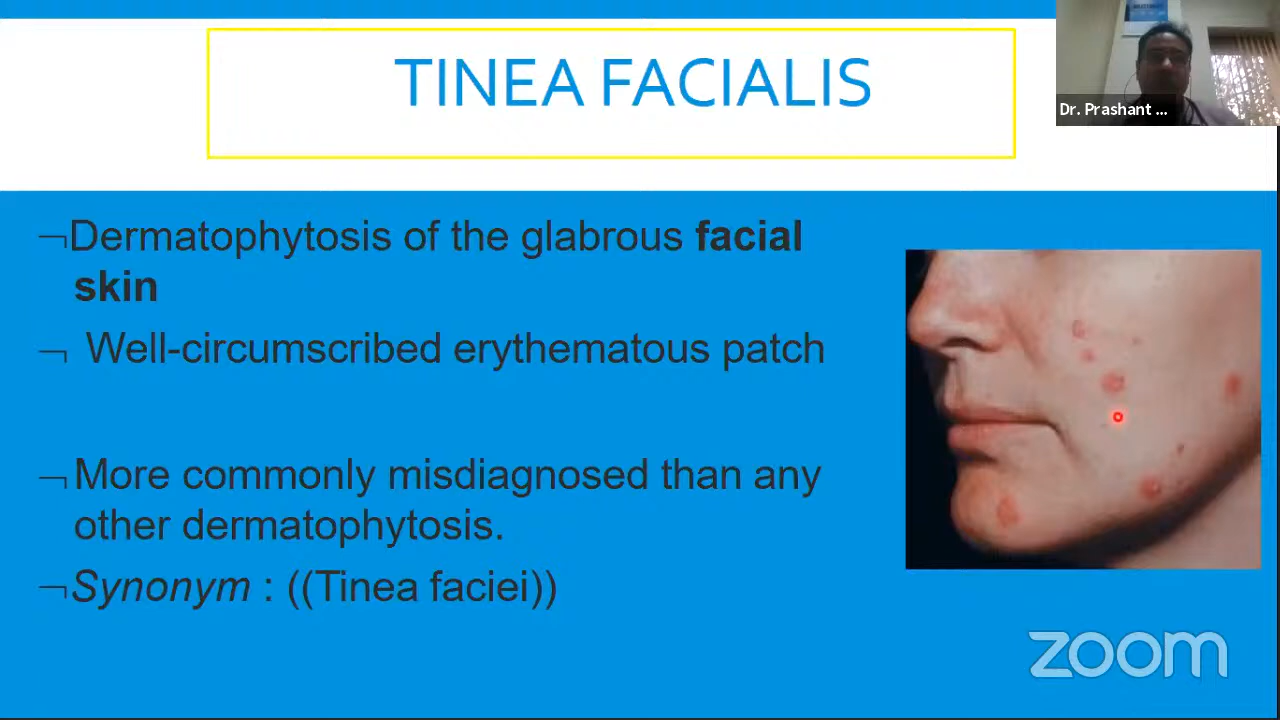 TINEA FACIALIS
Dr. Prashant ...
¬Dermatophytosis of the glabrous facial
skin
¬ Well-circumscribed erythematous patch
¬More commonly misdiagnosed than any
other dermatophytosis.
¬Synonym : ((Tinea faciei))
zoom